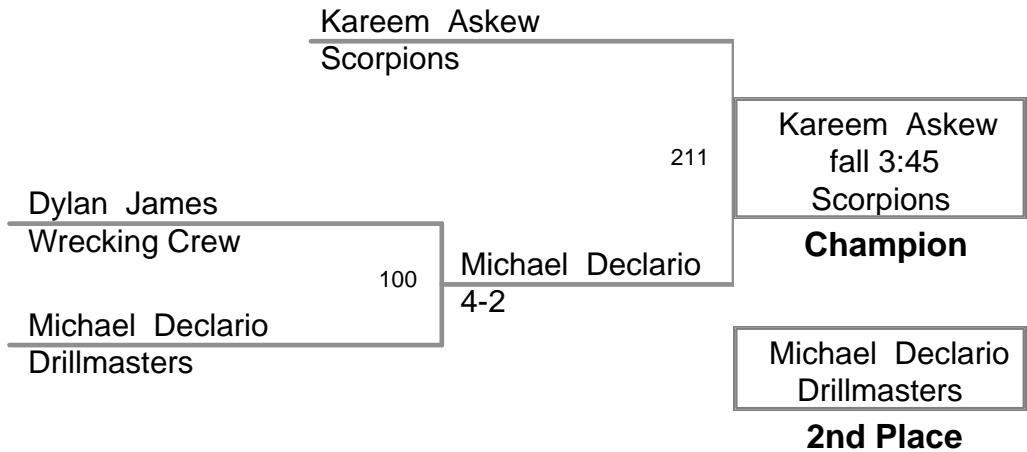 Kareem Askew
Scorpions
211
Kareem Askew
fall 3:45
Scorpions
Champion
Dylan James
Wrecking Crew
100
Michael Declario
4-2
Michael Declario
Drillmasters
Michael Declario
Drillmasters
2nd Place